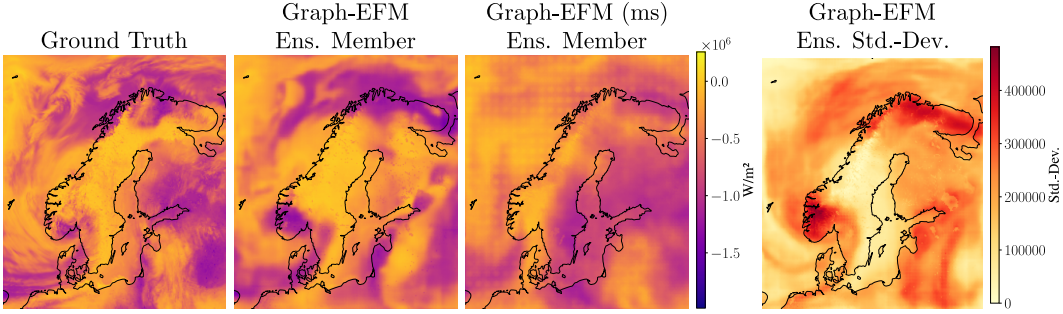 Ground Truth
Graph-EFM
Ens. Member
Graph-EFM (ms)
Ens. Member
×10⁶
0.0
−0.5
−1.0
−1.5
W/m²
Graph-EFM
Ens. Std.-Dev.
400000
300000
200000
100000
0
Std.-Dev.